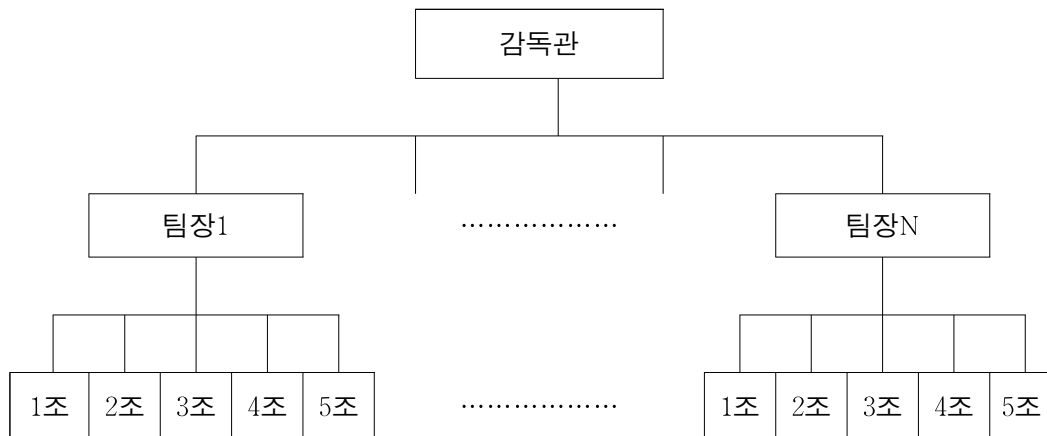 감독관
팀장1 ……………… 팀장N
1조 2조 3조 4조 5조 ……………… 1조 2조 3조 4조 5조